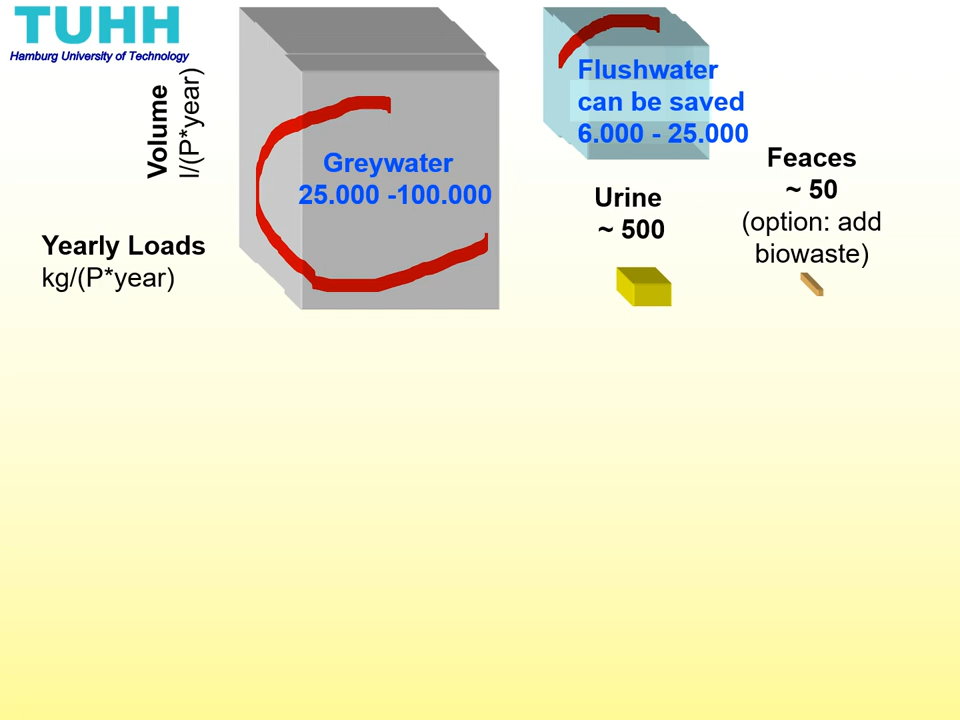 TUHH
Hamburg University of Technology
Volume
l/(P*year)
Yearly Loads
kg/(P*year)
Greywater
25.000 -100.000
Flushwater
can be saved
6.000 - 25.000
Urine
~ 500
Feaces
~ 50
(option: add
biowaste)